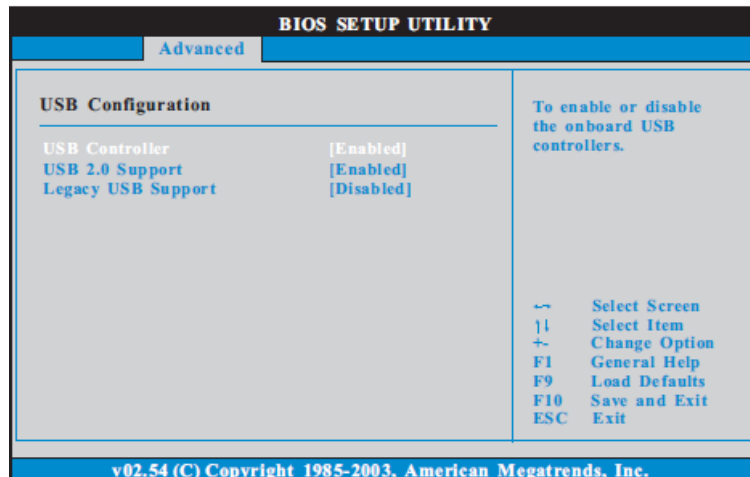 BIOS SETUP UTILITY
Advanced
USB Configuration
USB Controller [Enabled]
USB 2.0 Support [Enabled]
Legacy USB Support [Disabled]
To enable or disable
the onboard USB
controllers.
←→ Select Screen
↑↓ Select Item
+- Change Option
F1 General Help
F9 Load Defaults
F10 Save and Exit
ESC Exit
v02.54 (C) Copyright 1985-2003, American Megatrends, Inc.